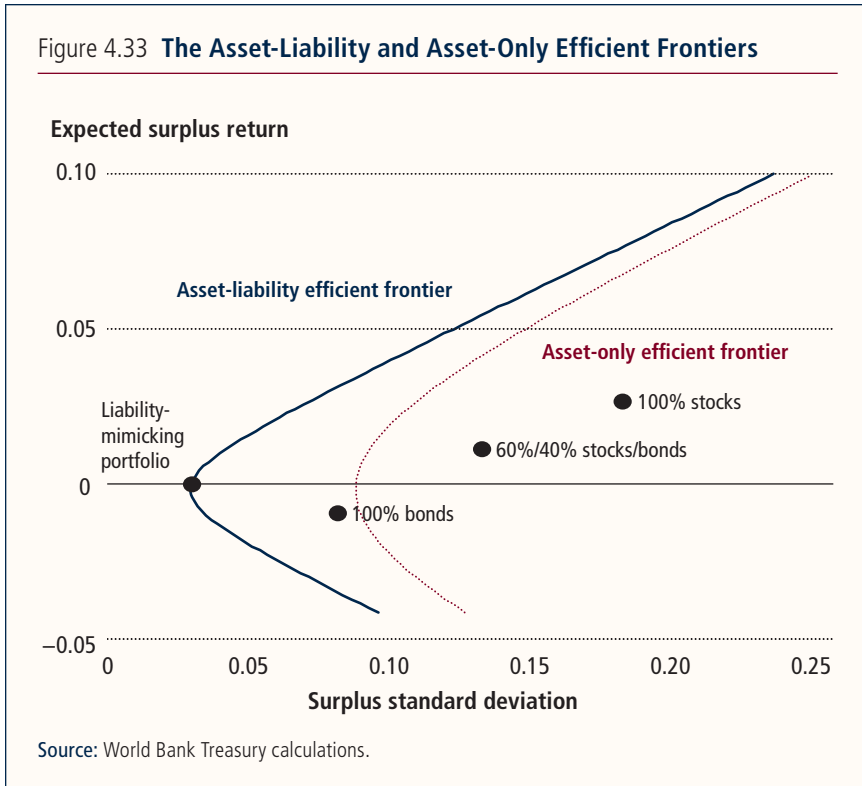 Figure 4.33 The Asset-Liability and Asset-Only Efficient Frontiers
Expected surplus return
0.10
Asset-liability efficient frontier
0.05
Asset-only efficient frontier
Liability-
mimicking
portfolio
100% stocks
60%/40% stocks/bonds
0
100% bonds
−0.05
0 0.05 0.10 0.15 0.20 0.25
Surplus standard deviation
Source: World Bank Treasury calculations.